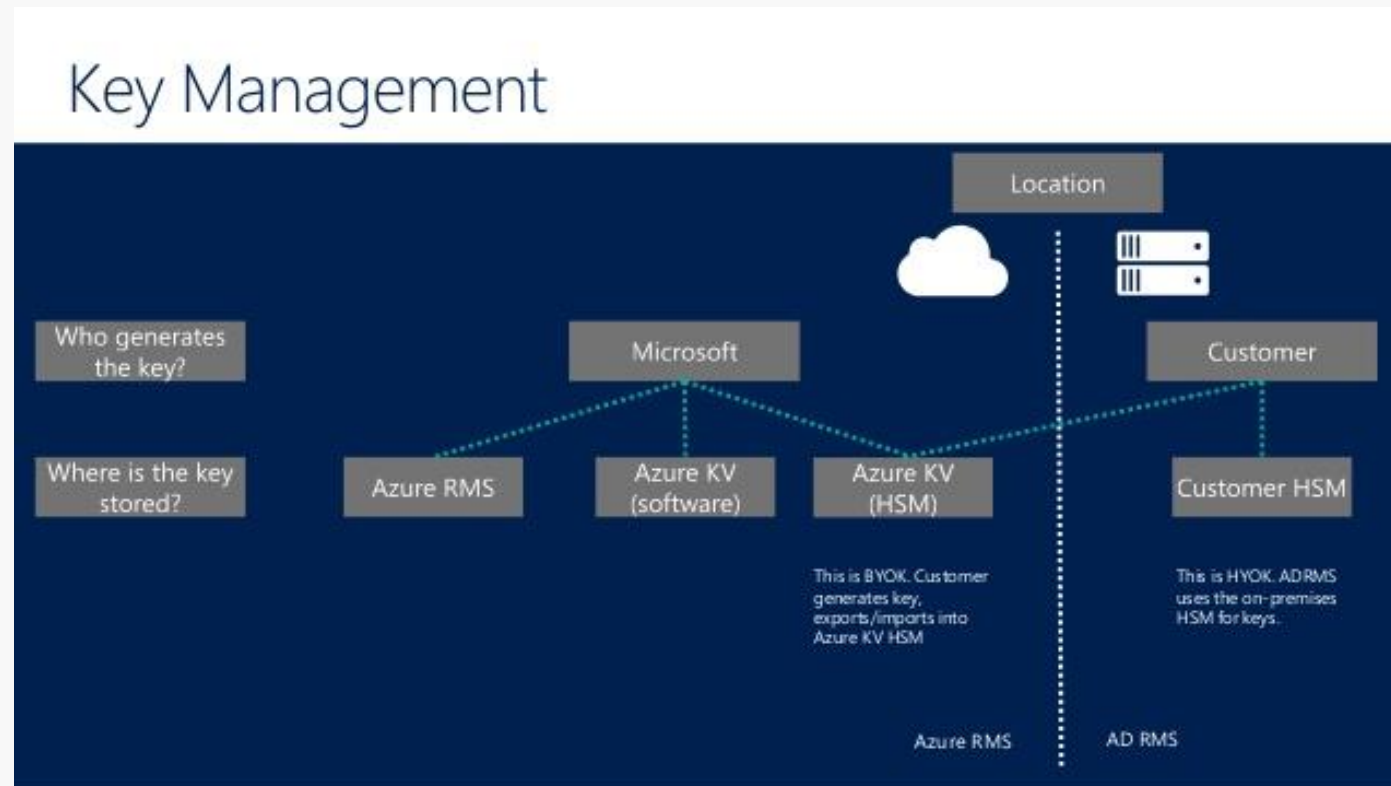 Key Management
Location
Who generates
the key?
Microsoft
Customer
Where is the key
stored?
Azure RMS
Azure KV
(software)
Azure KV
(HSM)
Customer HSM
This is BYOK. Customer
generates key,
exports/imports into
Azure KV HSM
This is HYOK. ADRMS
uses the on-premises
HSM for keys.
Azure RMS
AD RMS